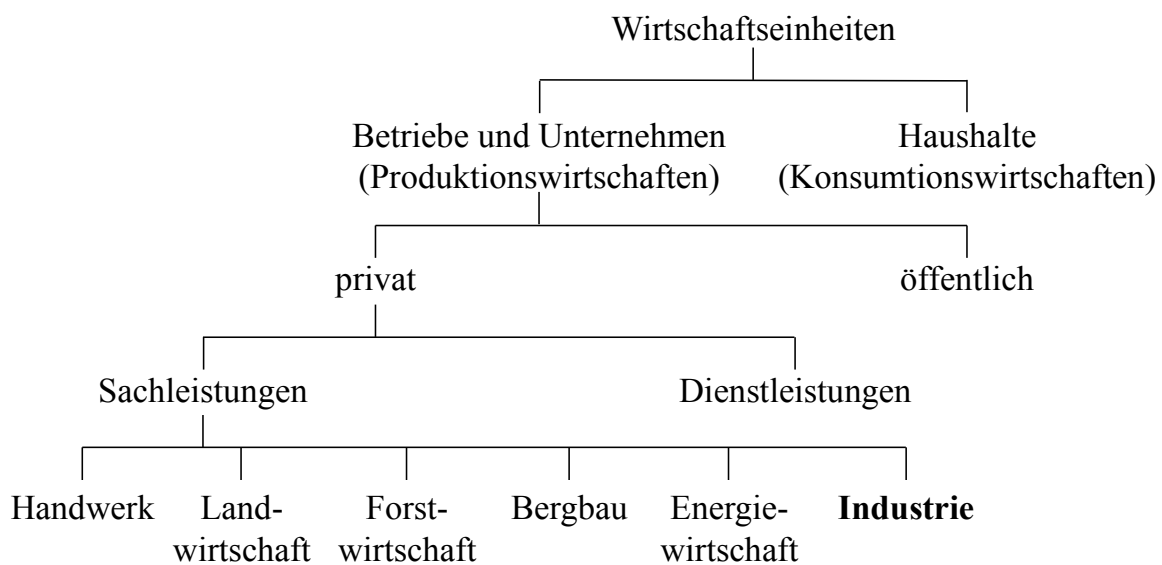 Wirtschaftseinheiten
Betriebe und Unternehmen
(Produktionswirtschaften)
Haushalte
(Konsumtionswirtschaften)
privat
öffentlich
Sachleistungen
Dienstleistungen
Handwerk
Land-
wirtschaft
Forst-
wirtschaft
Bergbau
Energie-
wirtschaft
Industrie